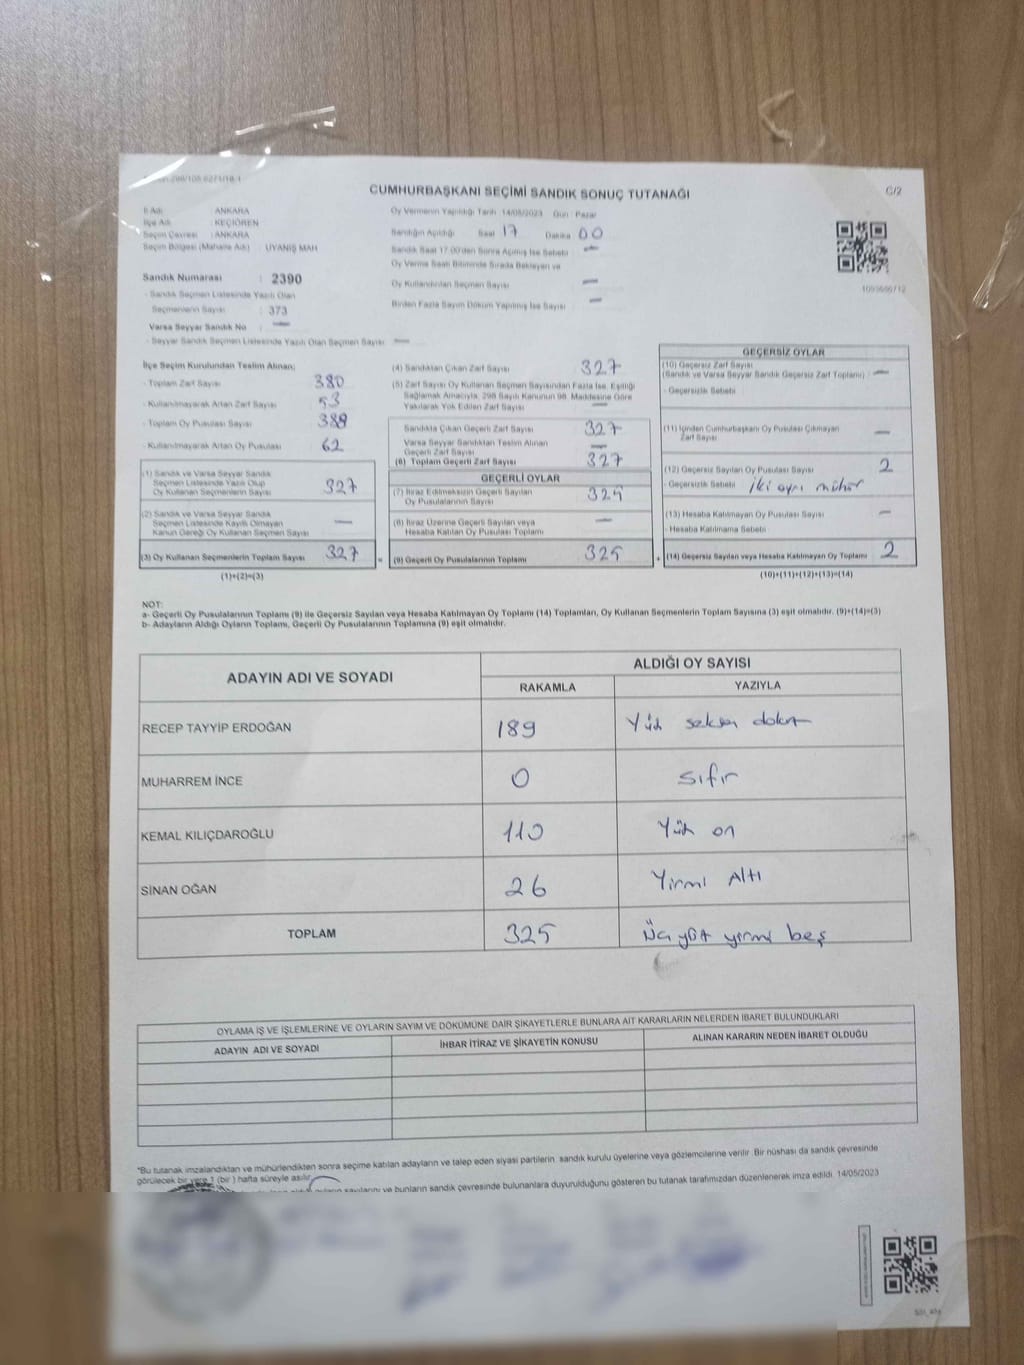 CUMHURBAŞKANI SEÇİMİ SANDIK SONUÇ TUTANAĞI
C/2
İl Adı : ANKARA
İlçe Adı : KEÇİÖREN
Seçim Çevresi : ANKARA
Seçim Bölgesi (Mahalle Adı) : UYANIŞ MAH
Sandık Numarası : 2390
Sandık Seçmen Listesinde Yazılı Olan
Seçmenlerin Sayısı : 373
Varsa Seyyar Sandık No : —
Seyyar Sandık Seçmen Listesinde Yazılı Olan Seçmen Sayısı : —
Oy Vermenin Yapıldığı Tarih : 14/05/2023 Gün : Pazar
Sandığın Açıldığı Saat 17 Dakika 00
Sandık Saat 17:00'den Sonra Açılmış İse Sebebi : —
Oy Verme Saati Bitiminde Sırada Bekleyen ve
Oy Kullandırılan Seçmen Sayısı : —
Birden Fazla Sayım Döküm Yapılmış İse Sayısı : —
İlçe Seçim Kurulundan Teslim Alınan;
- Toplam Zarf Sayısı 380
- Kullanılmayarak Artan Zarf Sayısı 53
- Toplam Oy Pusulası Sayısı 389
- Kullanılmayarak Artan Oy Pusulası 62
(1) Sandık ve Varsa Seyyar Sandık
Seçmen Listesinde Yazılı Olup
Oy Kullanan Seçmenlerin Sayısı 327
(2) Sandık ve Varsa Seyyar Sandık
Seçmen Listesinde Kayıtlı Olmayan
Kanun Gereği Oy Kullanan Seçmen Sayısı —
(3) Oy Kullanan Seçmenlerin Toplam Sayısı 327
(1)+(2)=(3)
(4) Sandıktan Çıkan Zarf Sayısı 327
(5) Zarf Sayısı Oy Kullanan Seçmen Sayısından Fazla İse, Eşitliği
Sağlamak Amacıyla, 298 Sayılı Kanunun 98. Maddesine Göre
Yakılarak Yok Edilen Zarf Sayısı —
Sandıkta Çıkan Geçerli Zarf Sayısı 327
Varsa Seyyar Sandıktan Teslim Alınan
Geçerli Zarf Sayısı —
(6) Toplam Geçerli Zarf Sayısı 327
GEÇERLİ OYLAR
(7) İtiraz Edilmeksizin Geçerli Sayılan
Oy Pusulalarının Sayısı 325
(8) İtiraz Üzerine Geçerli Sayılan veya
Hesaba Katılan Oy Pusulası Toplamı —
(9) Geçerli Oy Pusulalarının Toplamı 325
GEÇERSİZ OYLAR
(10) Geçersiz Zarf Sayısı
(Sandık ve Varsa Seyyar Sandık Geçersiz Zarf Toplamı) —
- Geçersizlik Sebebi
(11) İçinden Cumhurbaşkanı Oy Pusulası Çıkmayan
Zarf Sayısı —
(12) Geçersiz Sayılan Oy Pusulası Sayısı 2
- Geçersizlik Sebebi iki ayrı mühür
(13) Hesaba Katılmayan Oy Pusulası Sayısı —
- Hesaba Katılmama Sebebi
(14) Geçersiz Sayılan veya Hesaba Katılmayan Oy Toplamı 2
(10)+(11)+(12)+(13)=(14)
NOT:
a- Geçerli Oy Pusulalarının Toplamı (9) ile Geçersiz Sayılan veya Hesaba Katılmayan Oy Toplamı (14) Toplamları, Oy Kullanan Seçmenlerin Toplam Sayısına (3) eşit olmalıdır. (9)+(14)=(3)
b- Adayların Aldığı Oyların Toplamı, Geçerli Oy Pusulalarının Toplamına (9) eşit olmalıdır.
ADAYIN ADI VE SOYADI ALDIĞI OY SAYISI
RAKAMLA YAZIYLA
RECEP TAYYİP ERDOĞAN 189 Yüz seksen dokuz
MUHARREM İNCE 0 sıfır
KEMAL KILIÇDAROĞLU 110 Yüz on
SİNAN OĞAN 26 Yirmi Altı
TOPLAM 325 Üç yüz yirmi beş
OYLAMA İŞ VE İŞLEMLERİNE VE OYLARIN SAYIM VE DÖKÜMÜNE DAİR ŞİKAYETLERLE BUNLARA AİT KARARLARIN NELERDEN İBARET BULUNDUKLARI
ADAYIN ADI VE SOYADI İHBAR İTİRAZ VE ŞİKAYETİN KONUSU ALINAN KARARIN NEDEN İBARET OLDUĞU
*Bu tutanak imzalandıktan ve mühürlendikten sonra seçime katılan adayların ve talep eden siyasi partilerin, sandık kurulu üyelerine veya gözlemcilerine verilir. Bir nüshası da sandık çevresinde
görülecek bir yere 1 (bir) hafta süreyle asılır.
oyların sayılarını ve bunların sandık çevresinde bulunanlara duyurulduğunu gösteren bu tutanak tarafımızdan düzenlenerek imza edildi. 14/05/2023